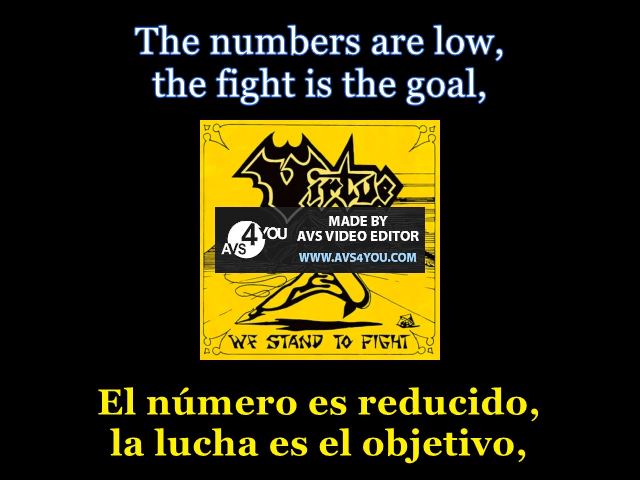 The numbers are low,
the fight is the goal,
Virtue
AVS4YOU
MADE BY
AVS VIDEO EDITOR
WWW.AVS4YOU.COM
WE STAND TO FIGHT
El número es reducido,
la lucha es el objetivo,